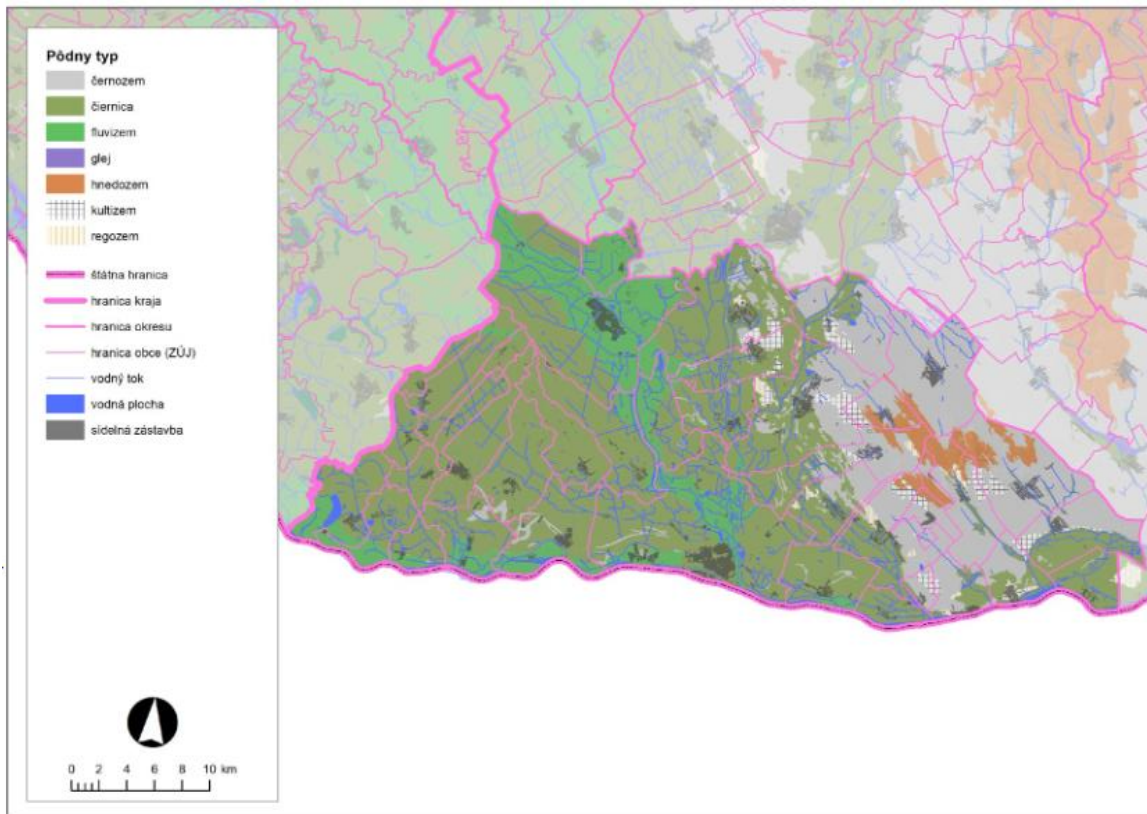 Pôdny typ
černozem
čiernica
fluvizem
glej
hnedozem
kultizem
regozem
štátna hranica
hranica kraja
hranica okresu
hranica obce (ZÚJ)
vodný tok
vodná plocha
sídelná zástavba
0 2 4 6 8 10 km